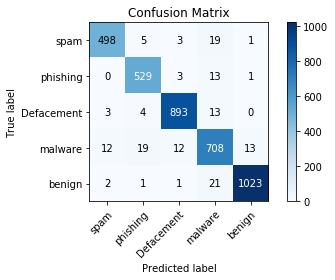 Confusion Matrix
True label
spam 498 5 3 19 1
phishing 0 529 3 13 1
Defacement 3 4 893 13 0
malware 12 19 12 708 13
benign 2 1 1 21 1023
spam phishing Defacement malware benign
Predicted label
1000
800
600
400
200
0